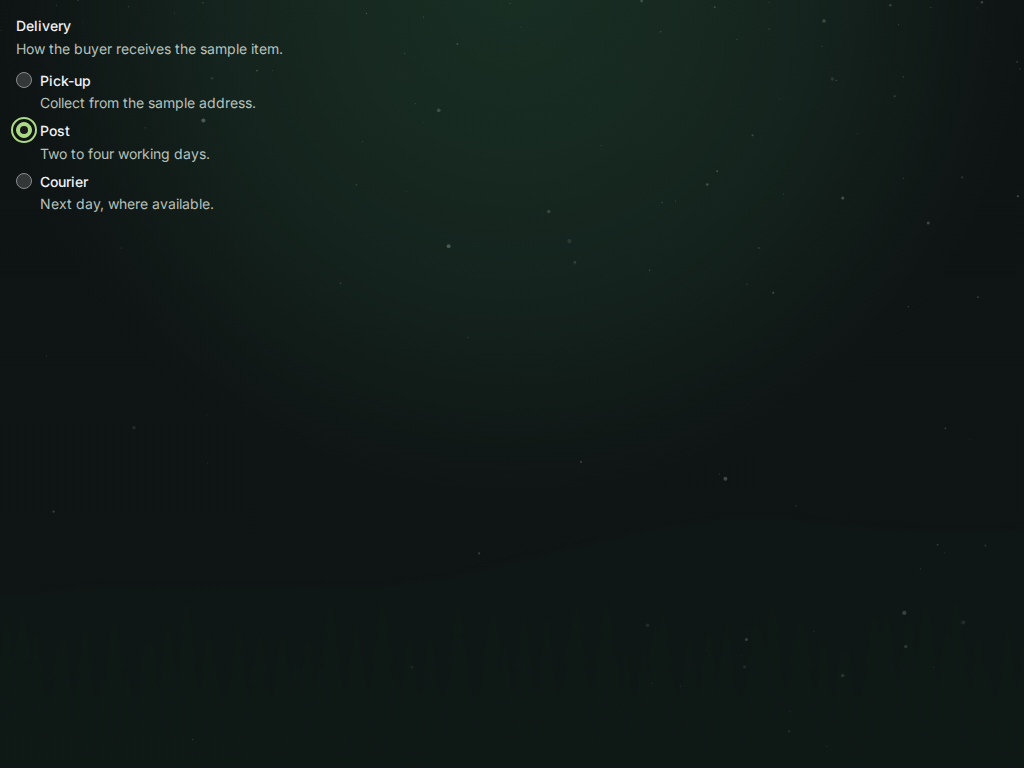 Delivery
How the buyer receives the sample item.
Pick-up
Collect from the sample address.
Post
Two to four working days.
Courier
Next day, where available.